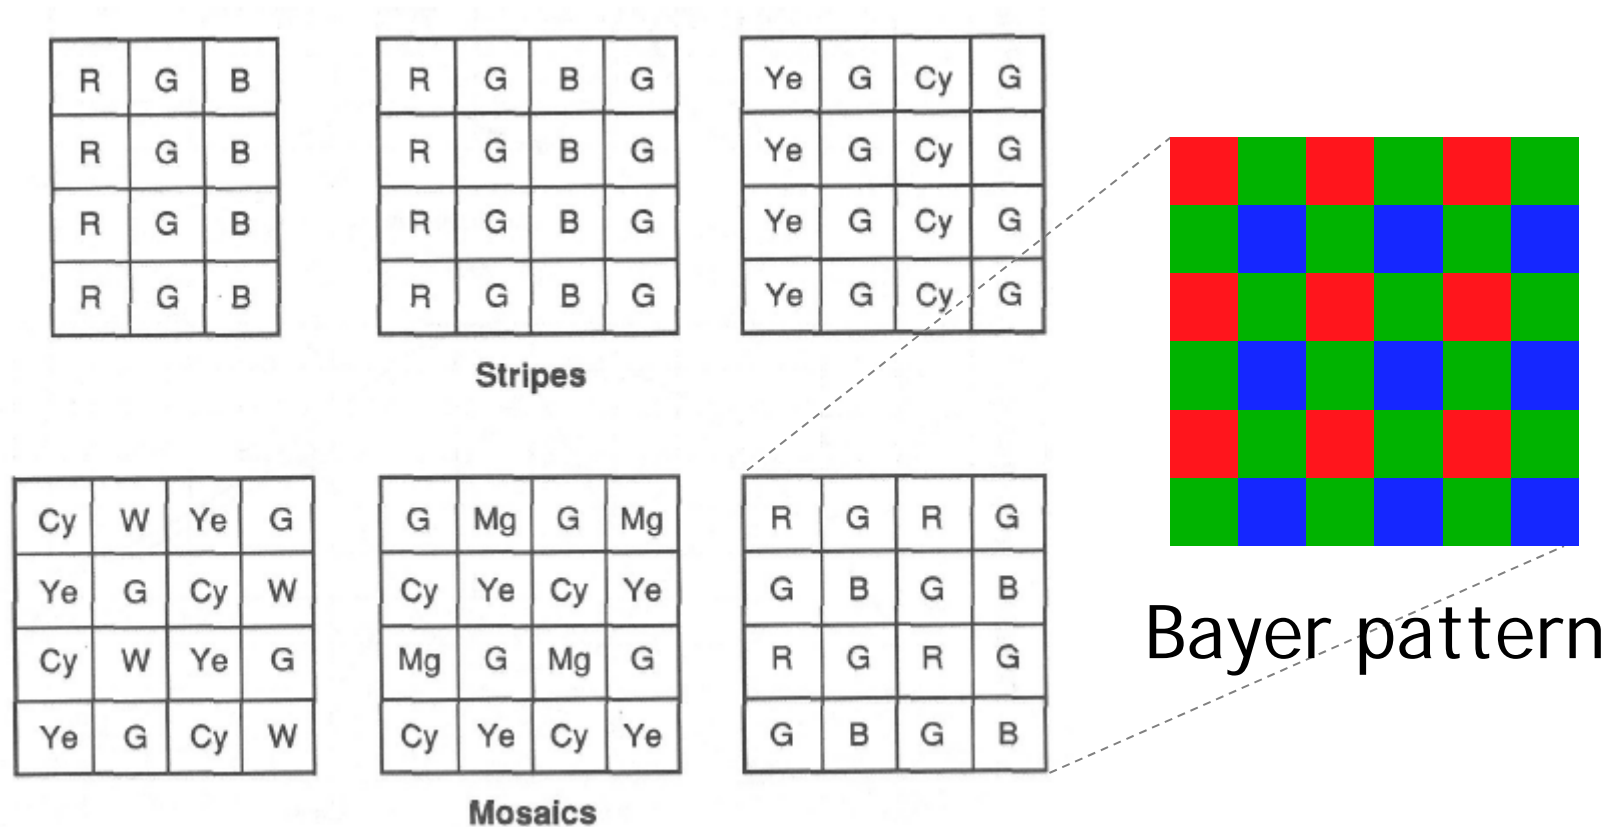 R G B
R G B
R G B
R G B
R G B G
R G B G
R G B G
R G B G
Ye G Cy G
Ye G Cy G
Ye G Cy G
Ye G Cy G
Stripes
Cy W Ye G
Ye G Cy W
Cy W Ye G
Ye G Cy W
G Mg G Mg
Cy Ye Cy Ye
Mg G Mg G
Cy Ye Cy Ye
R G R G
G B G B
R G R G
G B G B
Mosaics
Bayer pattern